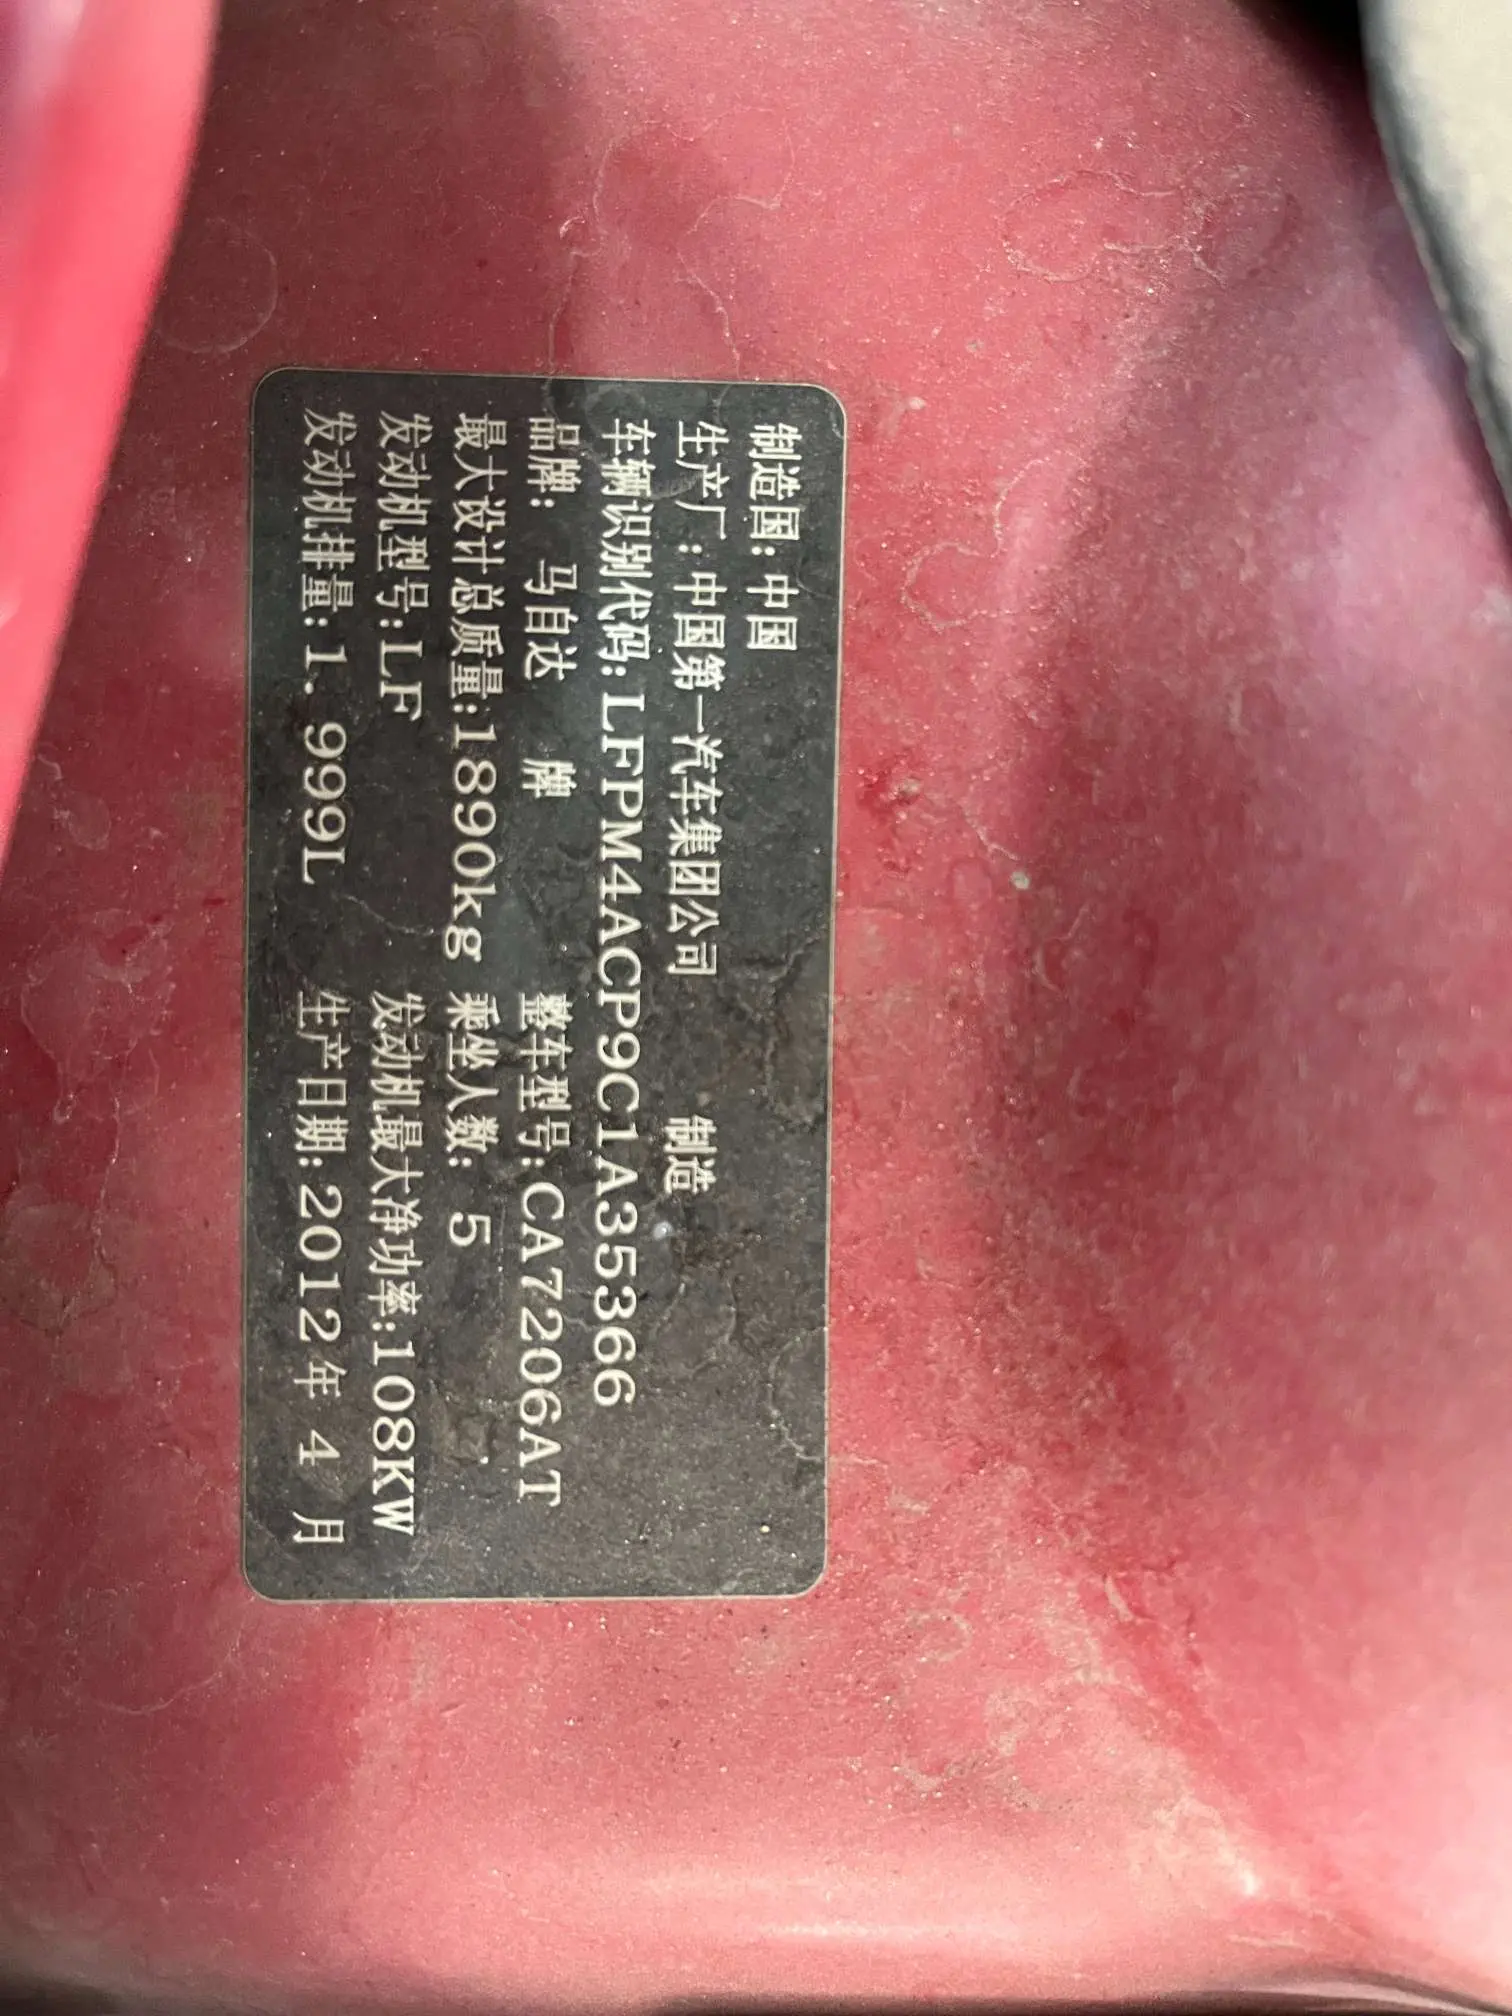 制造国:中国
生产厂:中国第一汽车集团公司 制造
车辆识别代码:LFPM4ACP9C1A35366
品牌: 马自达 牌 整车型号:CA7206AT
最大设计总质量:1890kg 乘坐人数: 5
发动机型号:LF 发动机最大净功率:108KW
发动机排量:1.999L 生产日期:2012年 4 月